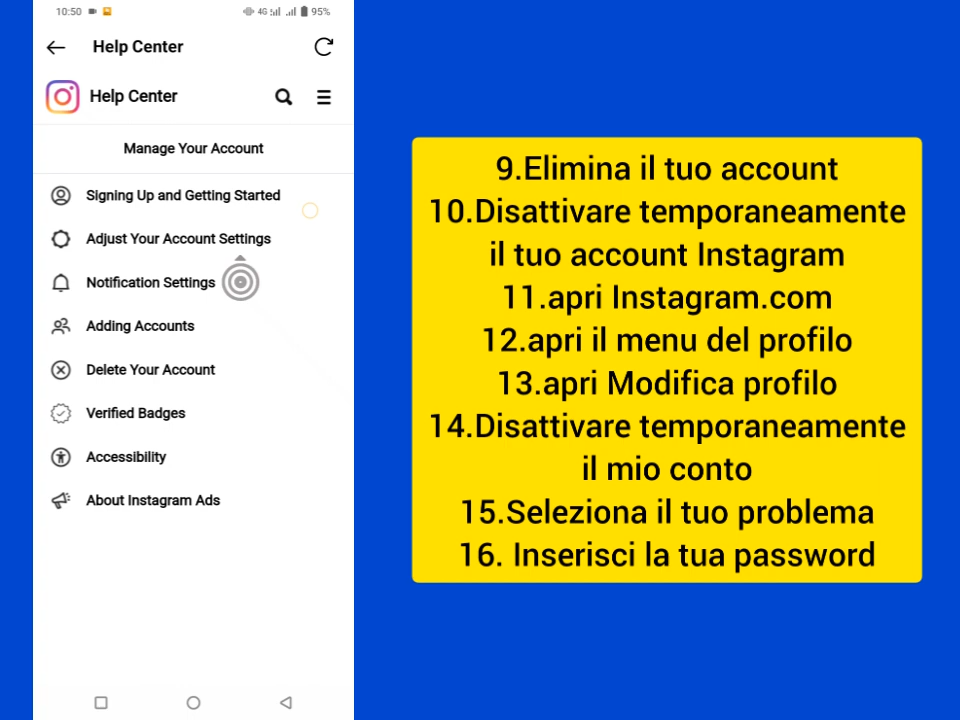 10:50 4G 95%
Help Center
Help Center
Manage Your Account
Signing Up and Getting Started
Adjust Your Account Settings
Notification Settings
Adding Accounts
Delete Your Account
Verified Badges
Accessibility
About Instagram Ads
9.Elimina il tuo account
10.Disattivare temporaneamente
il tuo account Instagram
11.apri Instagram.com
12.apri il menu del profilo
13.apri Modifica profilo
14.Disattivare temporaneamente
il mio conto
15.Seleziona il tuo problema
16. Inserisci la tua password